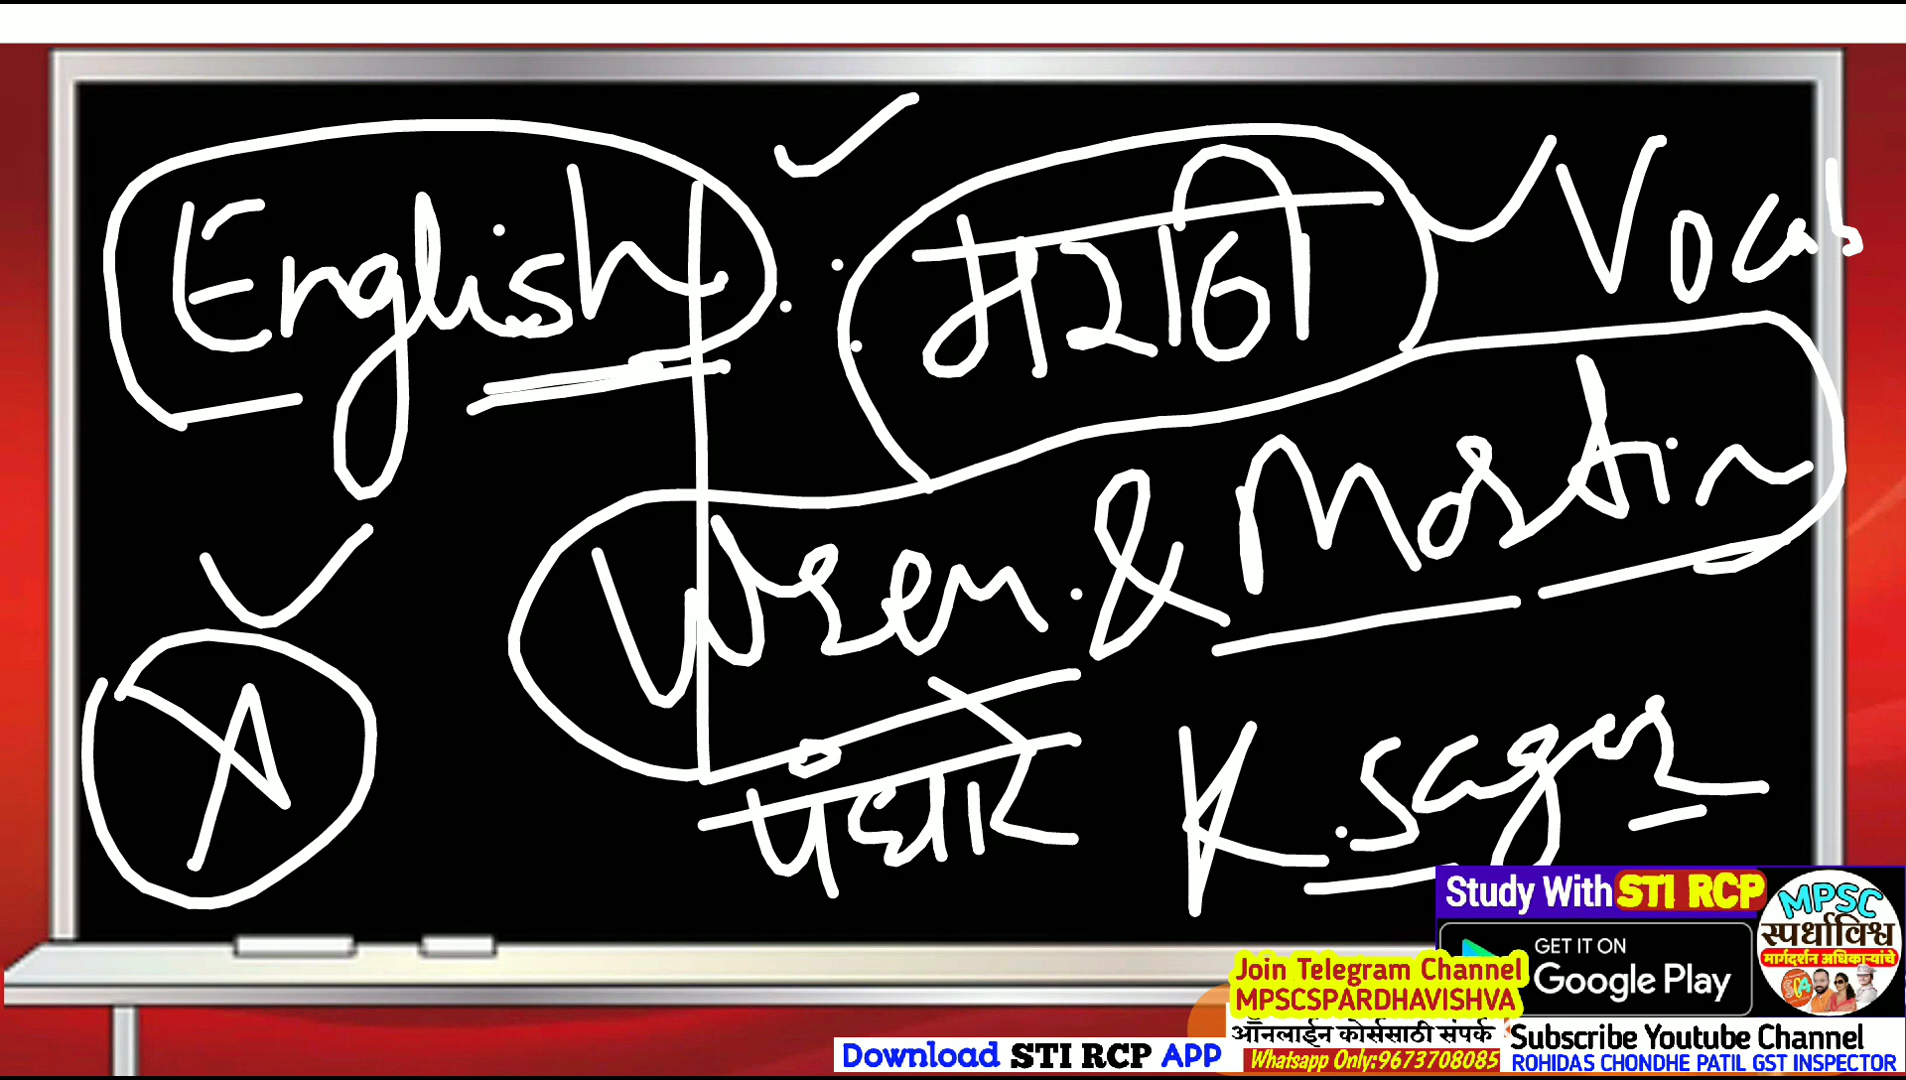 English मराठी Vocab
Wren & Martin
पंधारे K. Sagar
A
Study With STI RCP
GET IT ON
Google Play
MPSC
स्पर्धाविश्व
मार्गदर्शन अधिकाऱ्यांचे
Join Telegram Channel
MPSCSPARDHAVISHVA
ऑनलाईन कोर्ससाठी संपर्क
Whatsapp Only:9673708085
Download STI RCP APP
Subscribe Youtube Channel
ROHIDAS CHONDHE PATIL GST INSPECTOR